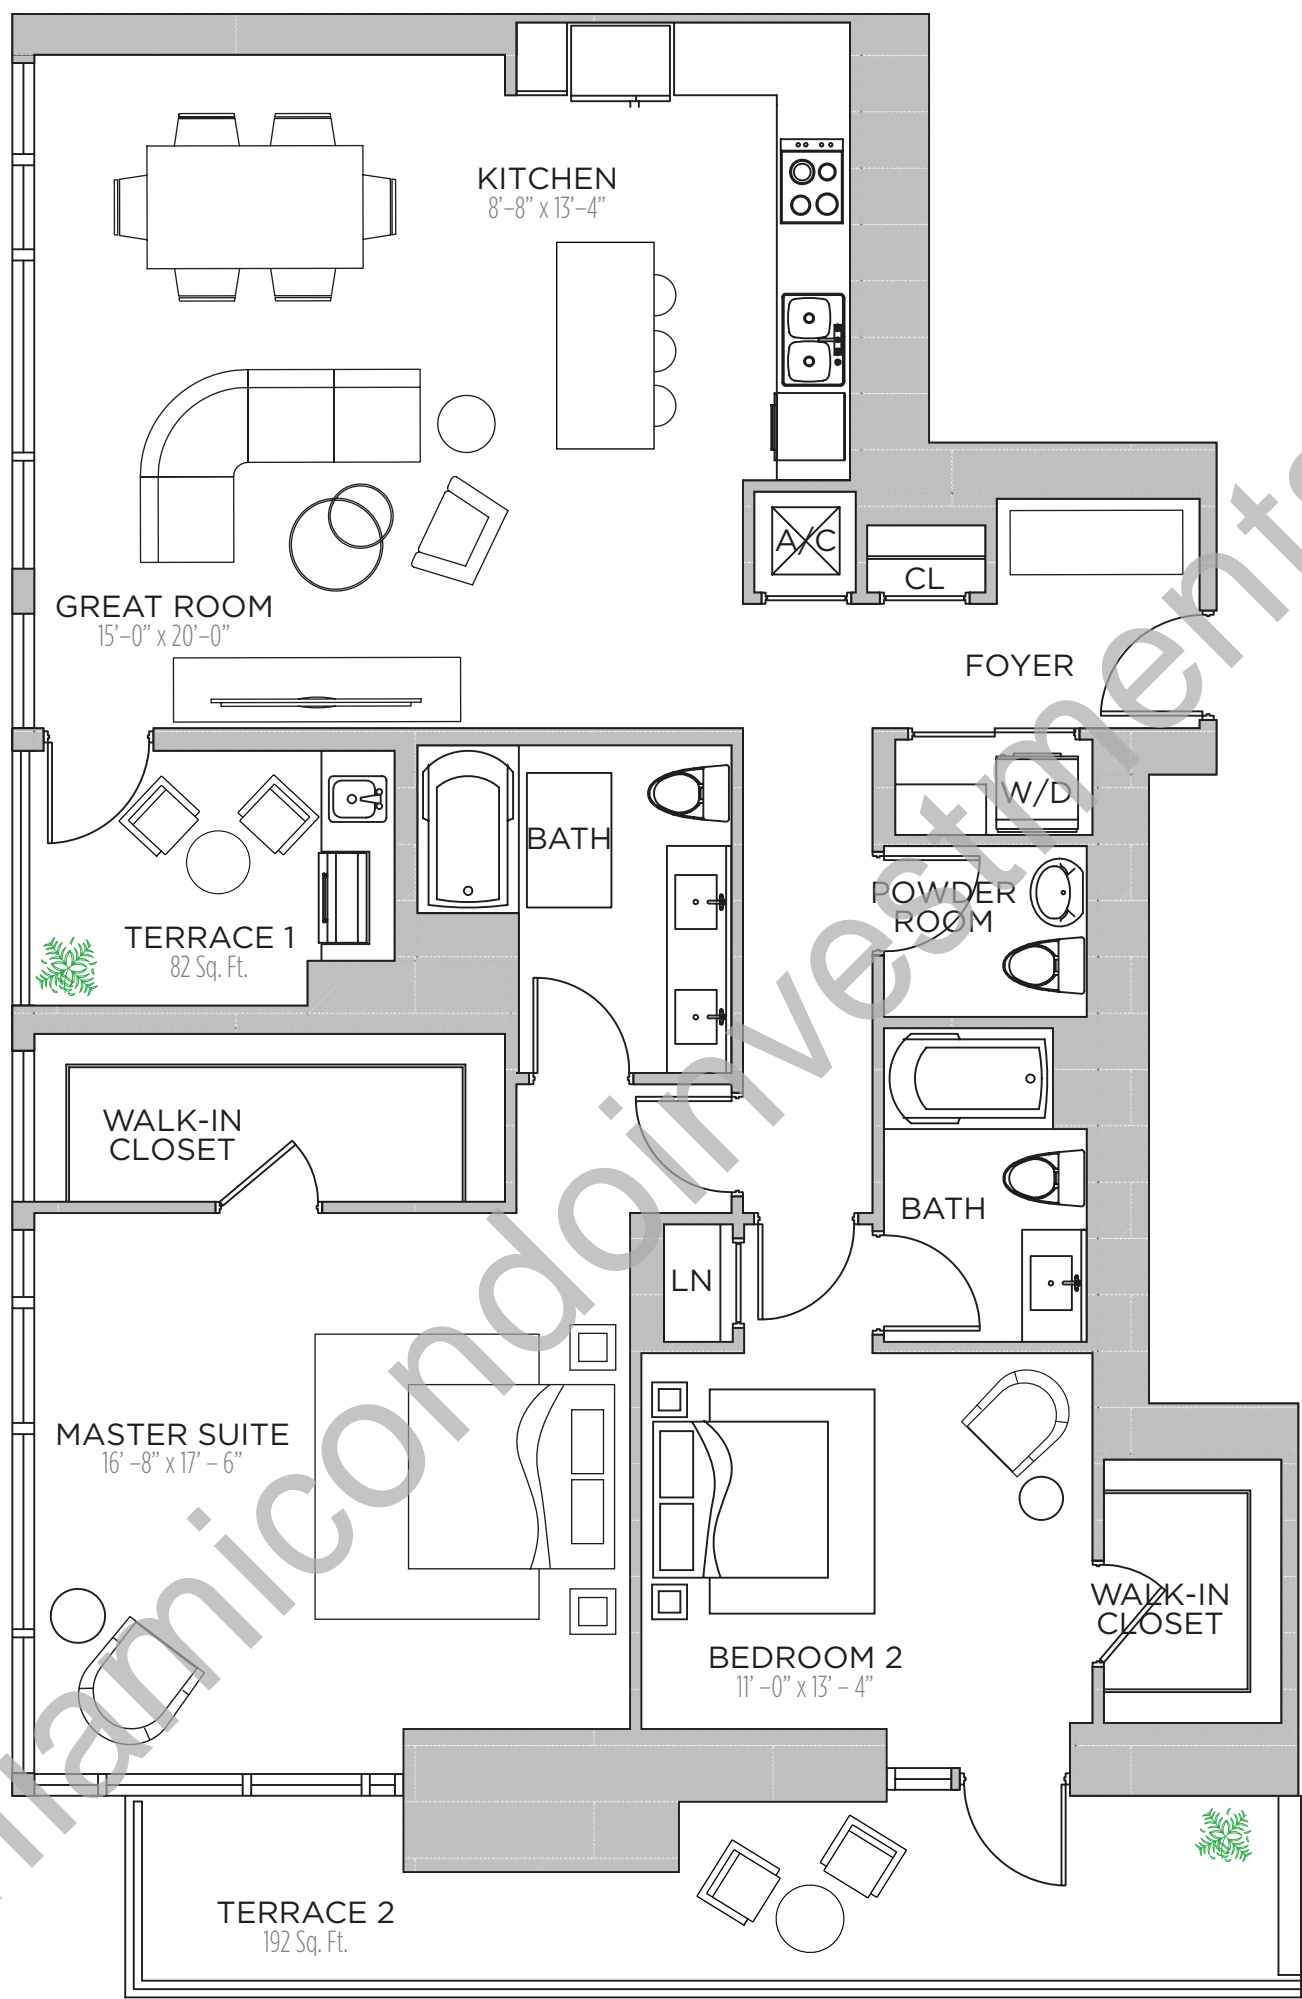 KITCHEN
8'–8" x 13'–4"
A/C
CL
GREAT ROOM
15'–0" x 20'–0"
FOYER
W/D
BATH
POWDER
ROOM
TERRACE 1
82 Sq. Ft.
WALK-IN
CLOSET
BATH
LN
MASTER SUITE
16' –8" x 17' – 6"
WALK-IN
CLOSET
BEDROOM 2
11' –0" x 13' – 4"
TERRACE 2
192 Sq. Ft.
miamicondoinvestments